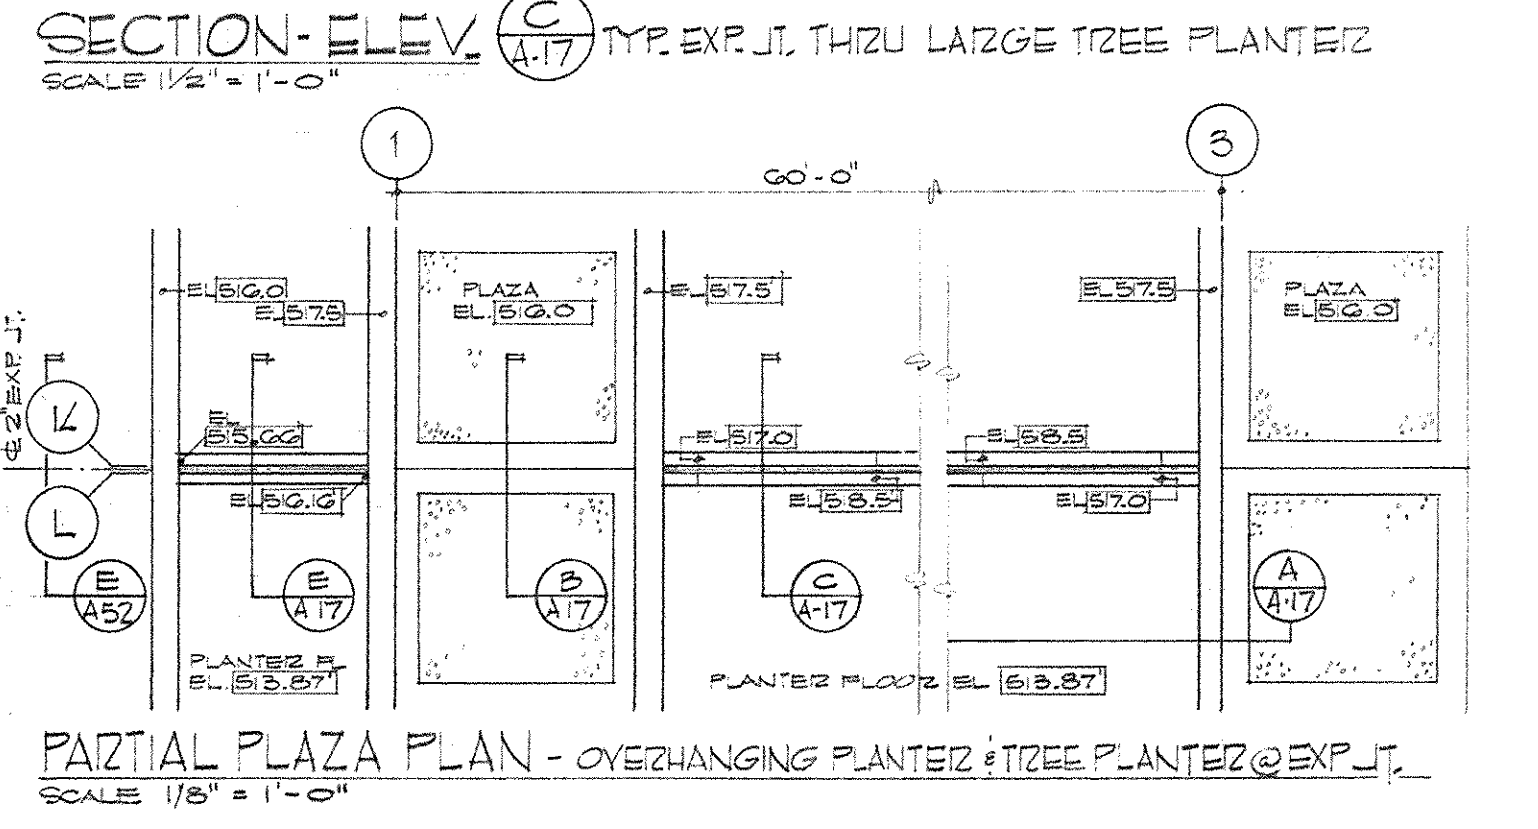 SECTION - ELEV. C A-17 TYP. EXP. JT. THRU LARGE TREE PLANTER
SCALE 1 1/2" = 1'-0"
1
3
60'-0"
EL 516.0
EL 517.5
PLAZA
EL. 516.0
EL 517.5'
EL 517.5
PLAZA
EL 516.0
℄ 2" EXP. JT.
K
EL.
515.66'
EL 517.0
EL 518.5
L
EL 516.16'
EL 518.5'
EL 517.0
E
A52
E
A17
B
A17
C
A-17
A
A-17
PLANTER FL
EL. 513.87'
PLANTER FLOOR EL 513.87'
PARTIAL PLAZA PLAN - OVERHANGING PLANTER & TREE PLANTER @ EXP. JT.
SCALE 1/8" = 1'-0"